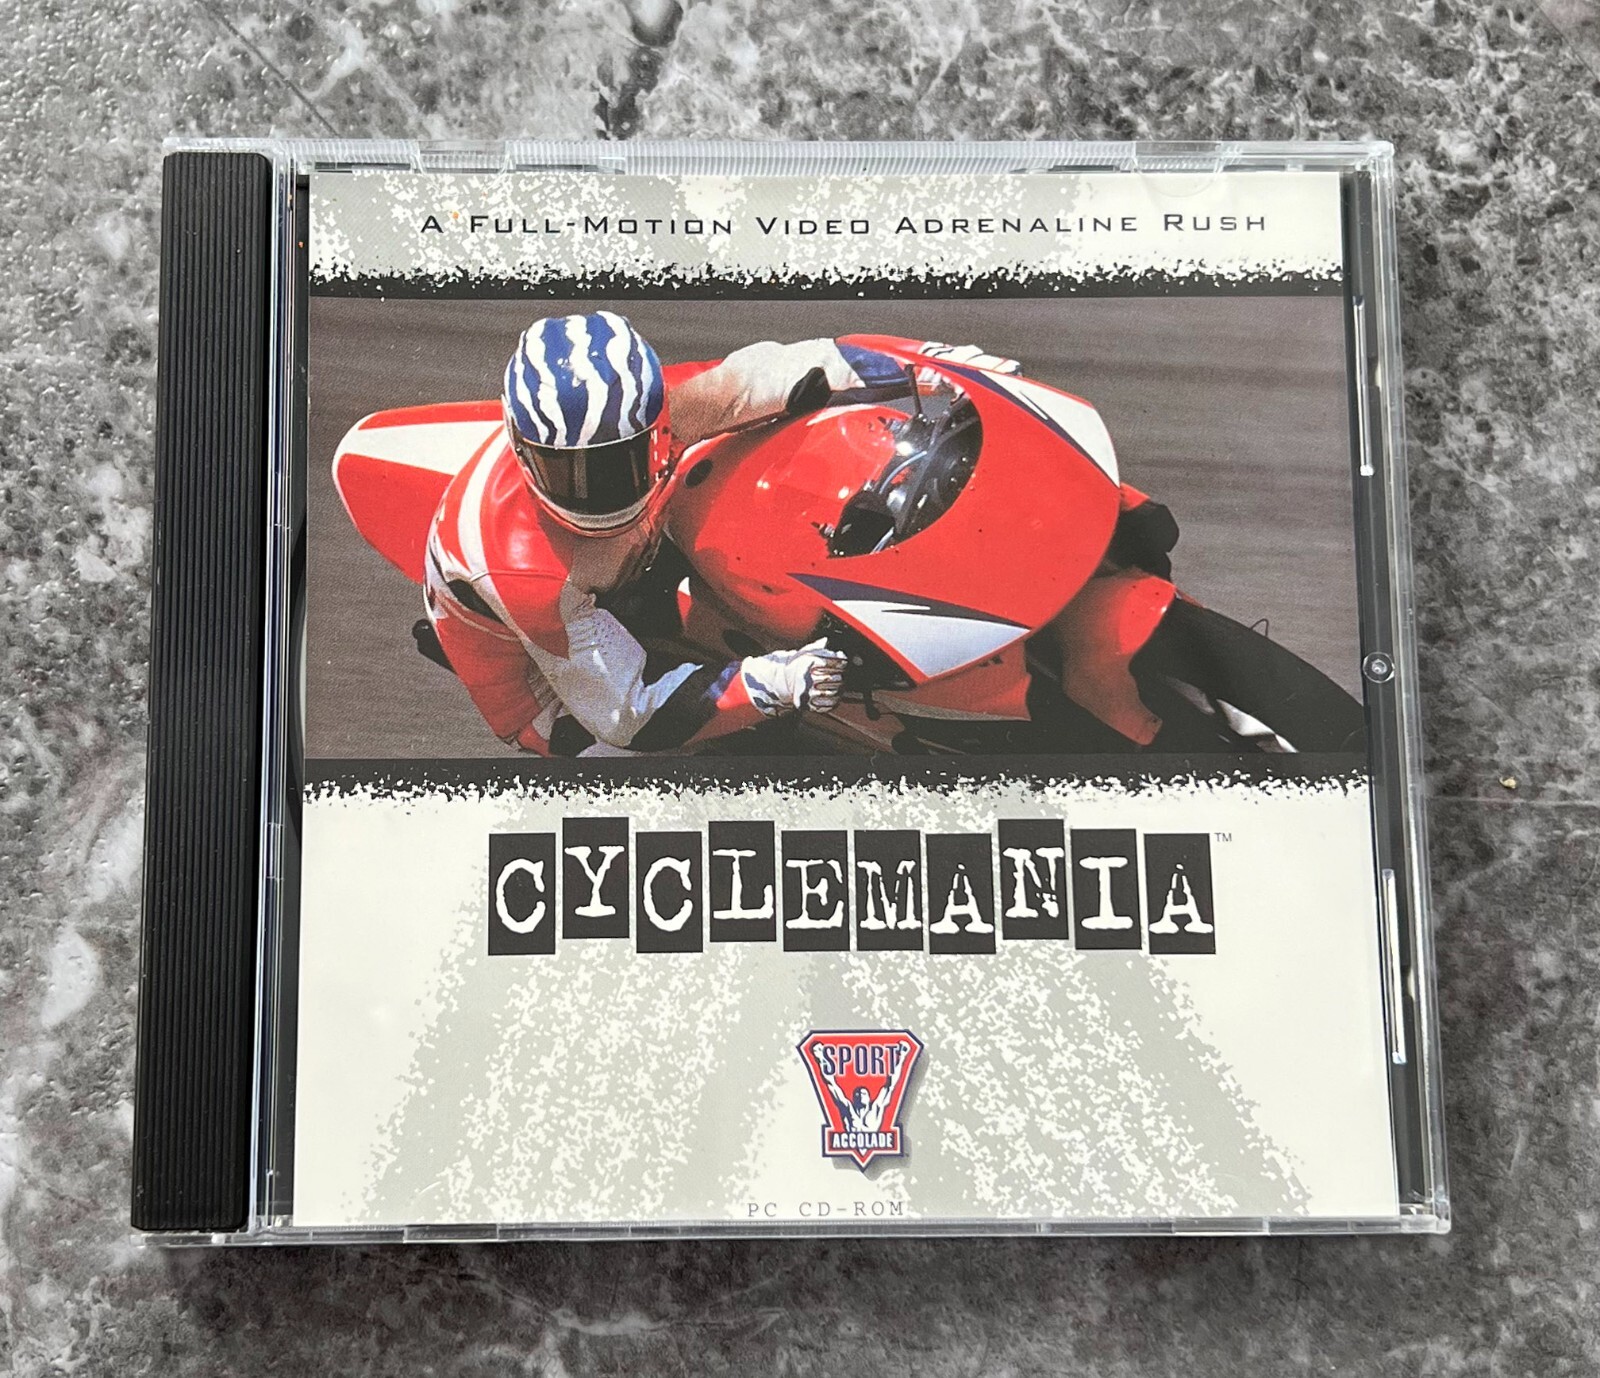 A FULL-MOTION VIDEO ADRENALINE RUSH
CYCLEMANIA™
SPORT
ACCOLADE
PC CD-ROM